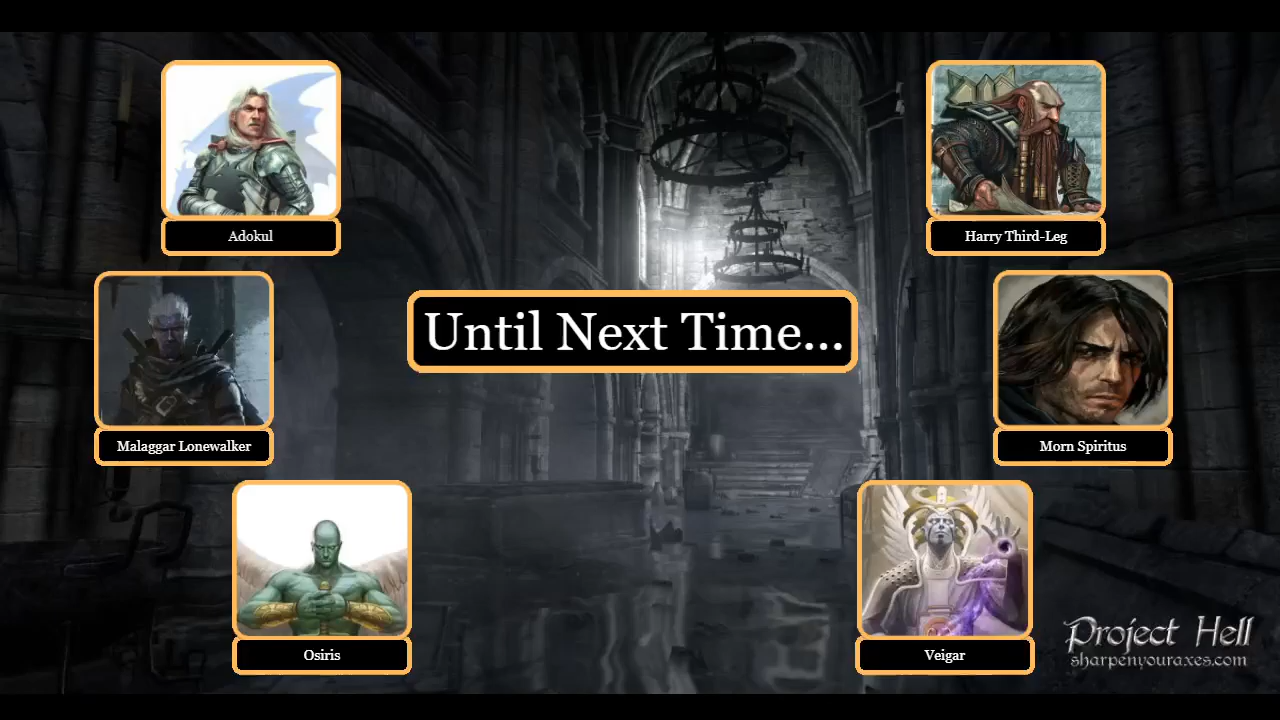 Adokul
Harry Third-Leg
Until Next Time...
Malaggar Lonewalker
Morn Spiritus
Osiris
Veigar
Project Hell
sharpenyouraxes.com